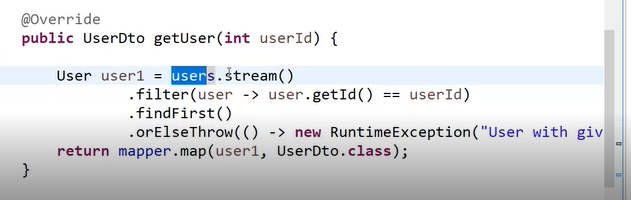 @Override
public UserDto getUser(int userId) {
User user1 = users.stream()
.filter(user -> user.getId() == userId)
.findFirst()
.orElseThrow(() -> new RuntimeException("User with giv
return mapper.map(user1, UserDto.class);
}